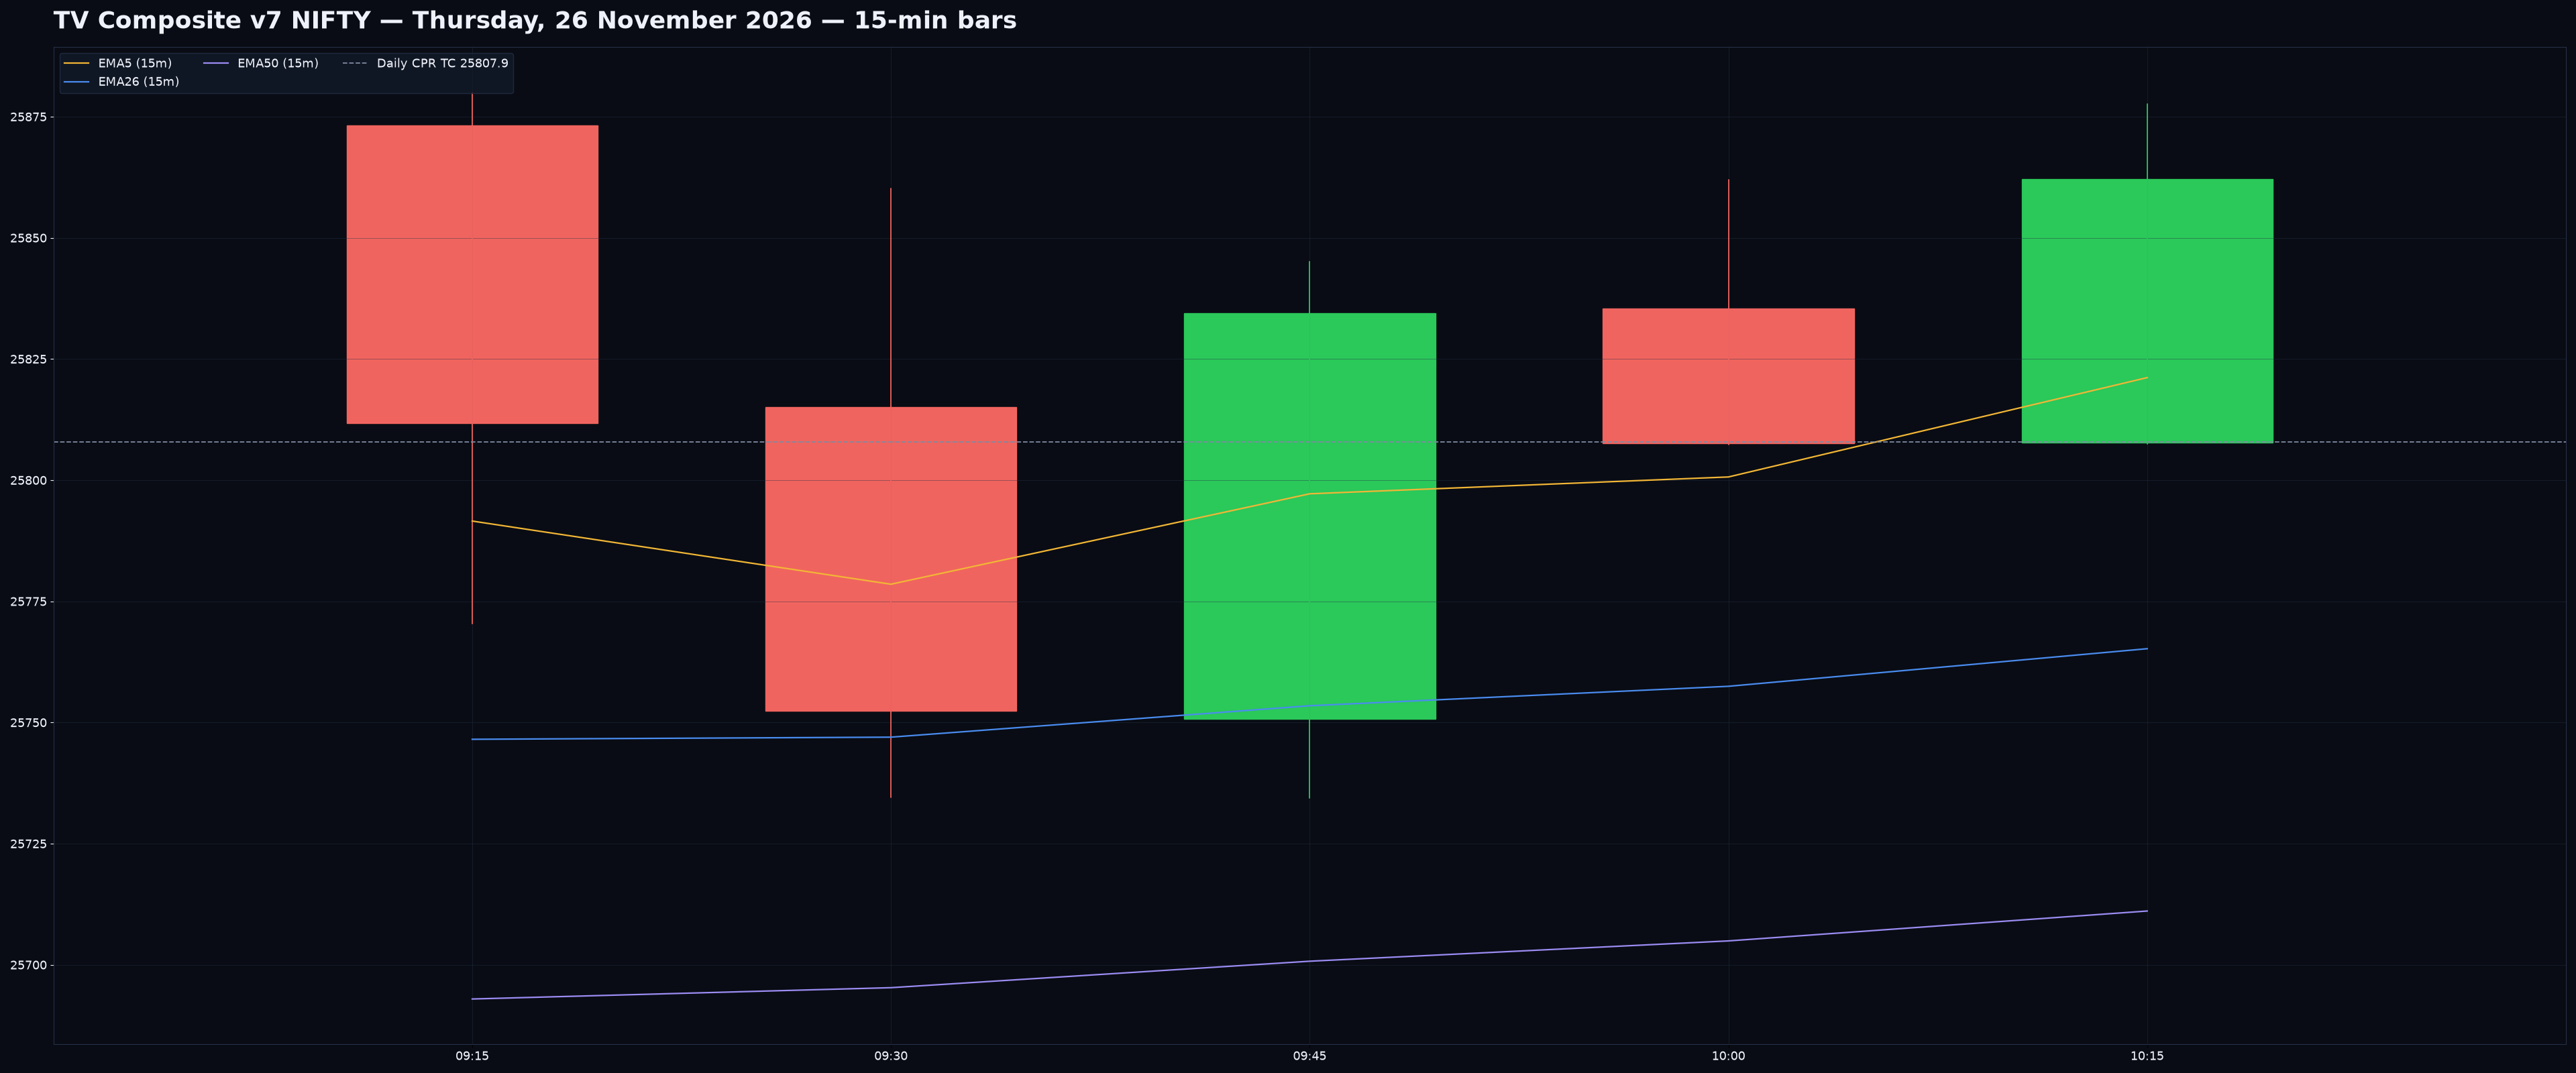 TV Composite v7 NIFTY — Thursday, 26 November 2026 — 15-min bars
EMA5 (15m) EMA50 (15m) Daily CPR TC 25807.9
EMA26 (15m)
25875
25850
25825
25800
25775
25750
25725
25700
09:15 09:30 09:45 10:00 10:15